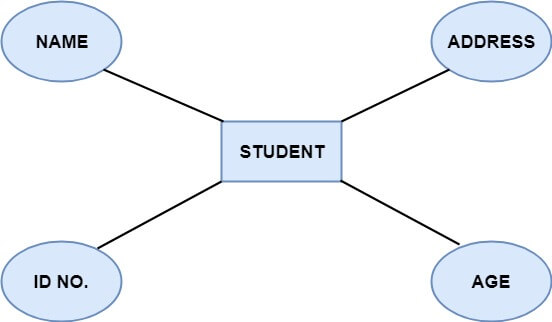 NAME
ADDRESS
STUDENT
ID NO.
AGE